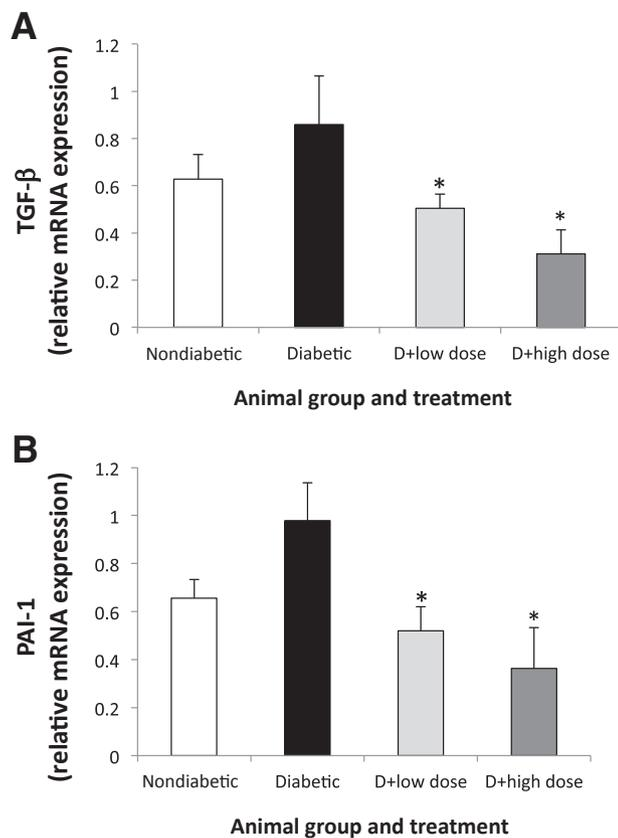 A
TGF-β
(relative mRNA expression)
1.2
1
0.8
0.6
0.4
0.2
0
*
*
Nondiabetic
Diabetic
D+low dose
D+high dose
Animal group and treatment
B
PAI-1
(relative mRNA expression)
1.2
1
0.8
0.6
0.4
0.2
0
*
*
Nondiabetic
Diabetic
D+low dose
D+high dose
Animal group and treatment